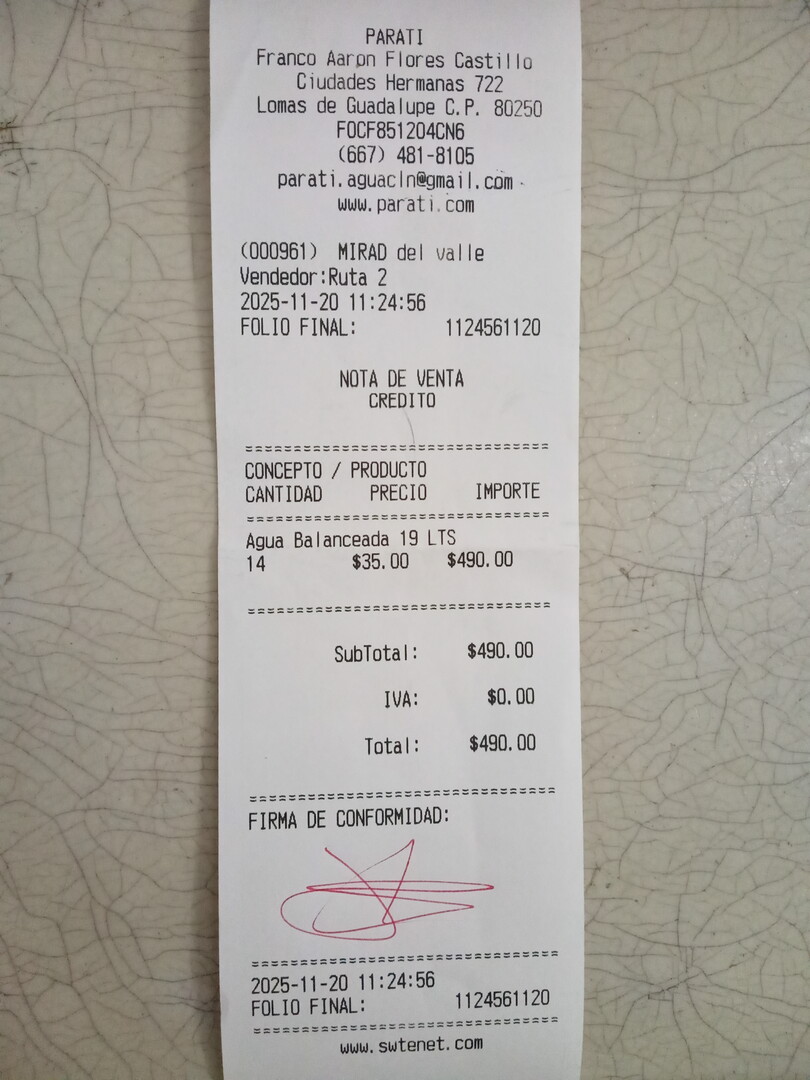 PARATI
Franco Aaron Flores Castillo
Ciudades Hermanas 722
Lomas de Guadalupe C.P. 80250
FOCF851204CN6
(667) 481-8105
parati.aguacln@gmail.com
www.parati.com
(000961) MIRAD del valle
Vendedor:Ruta 2
2025-11-20 11:24:56
FOLIO FINAL: 1124561120
NOTA DE VENTA
CREDITO
CONCEPTO / PRODUCTO
CANTIDAD PRECIO IMPORTE
Agua Balanceada 19 LTS
14 $35.00 $490.00
SubTotal: $490.00
IVA: $0.00
Total: $490.00
FIRMA DE CONFORMIDAD:
2025-11-20 11:24:56
FOLIO FINAL: 1124561120
www.swtenet.com